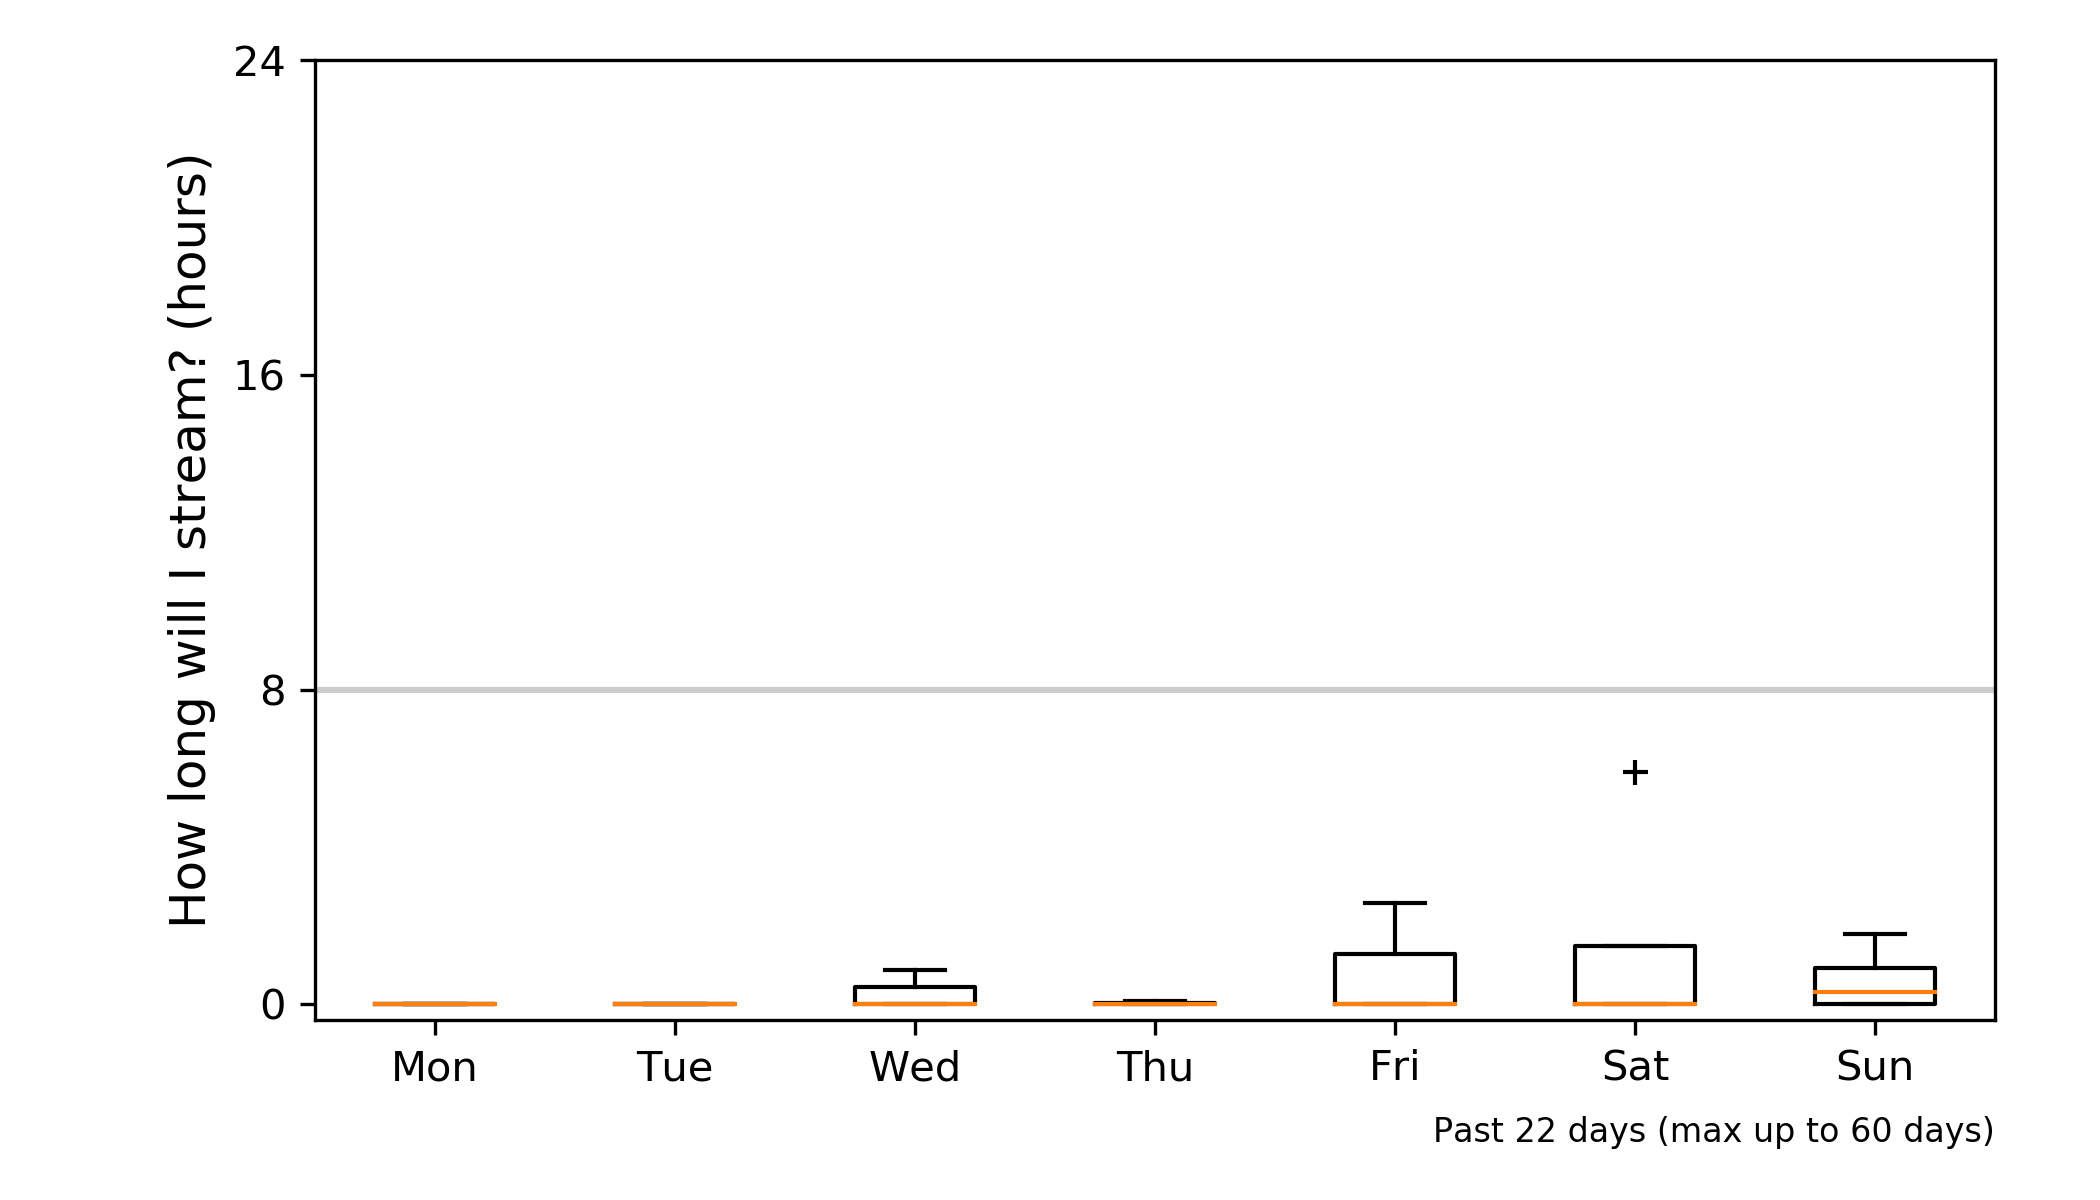 How long will I stream? (hours)
24
16
8
0
Mon Tue Wed Thu Fri Sat Sun
Past 22 days (max up to 60 days)